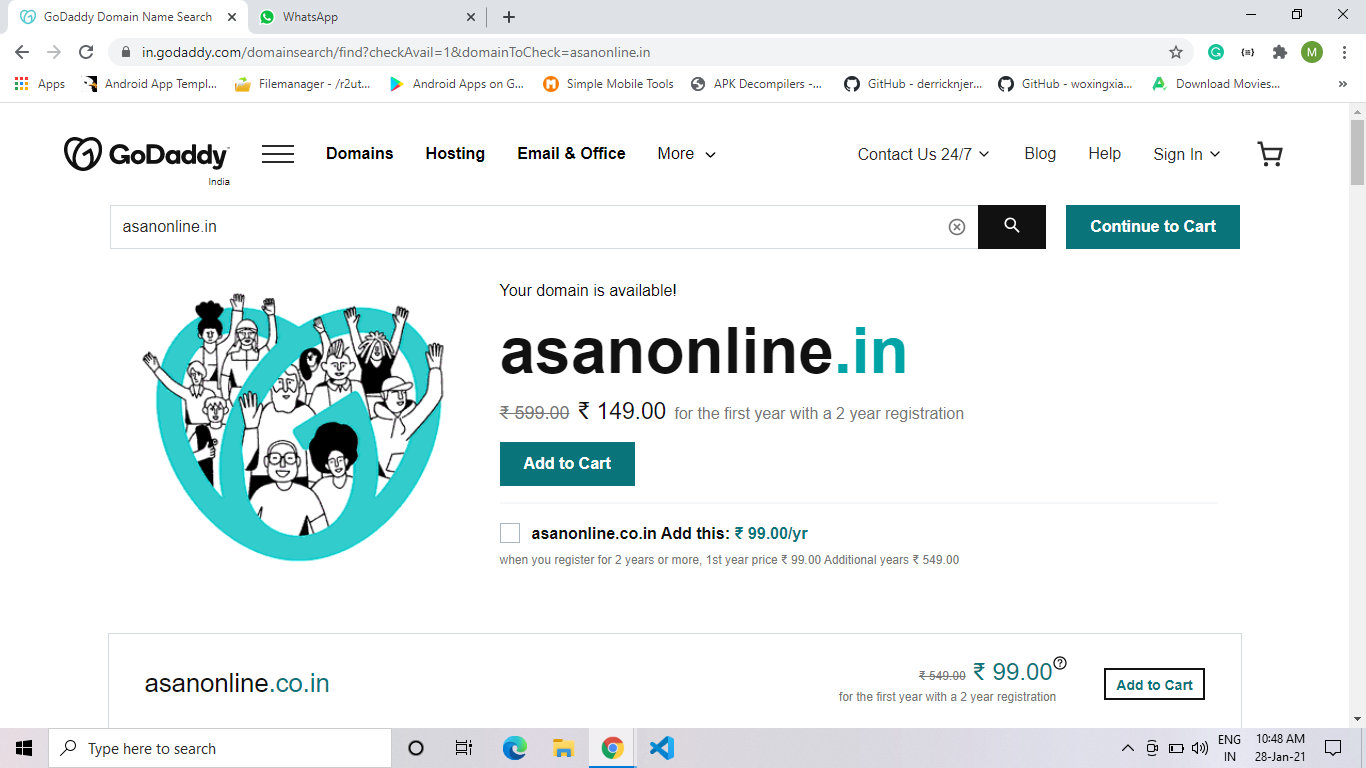 GoDaddy Domain Name Search
WhatsApp
in.godaddy.com/domainsearch/find?checkAvail=1&domainToCheck=asanonline.in
M
Apps
Android App Templ...
Filemanager - /r2ut...
Android Apps on G...
Simple Mobile Tools
APK Decompilers -...
GitHub - derricknjer...
GitHub - woxingxia...
Download Movies...
GoDaddy
India
Domains
Hosting
Email & Office
More
Contact Us 24/7
Blog
Help
Sign In
asanonline.in
Continue to Cart
Your domain is available!
asanonline.in
₹ 599.00 ₹ 149.00 for the first year with a 2 year registration
Add to Cart
asanonline.co.in Add this: ₹ 99.00/yr
when you register for 2 years or more, 1st year price ₹ 99.00 Additional years ₹ 549.00
asanonline.co.in
₹ 549.00 ₹ 99.00
for the first year with a 2 year registration
Add to Cart
Type here to search
ENG
IN
10:48 AM
28-Jan-21